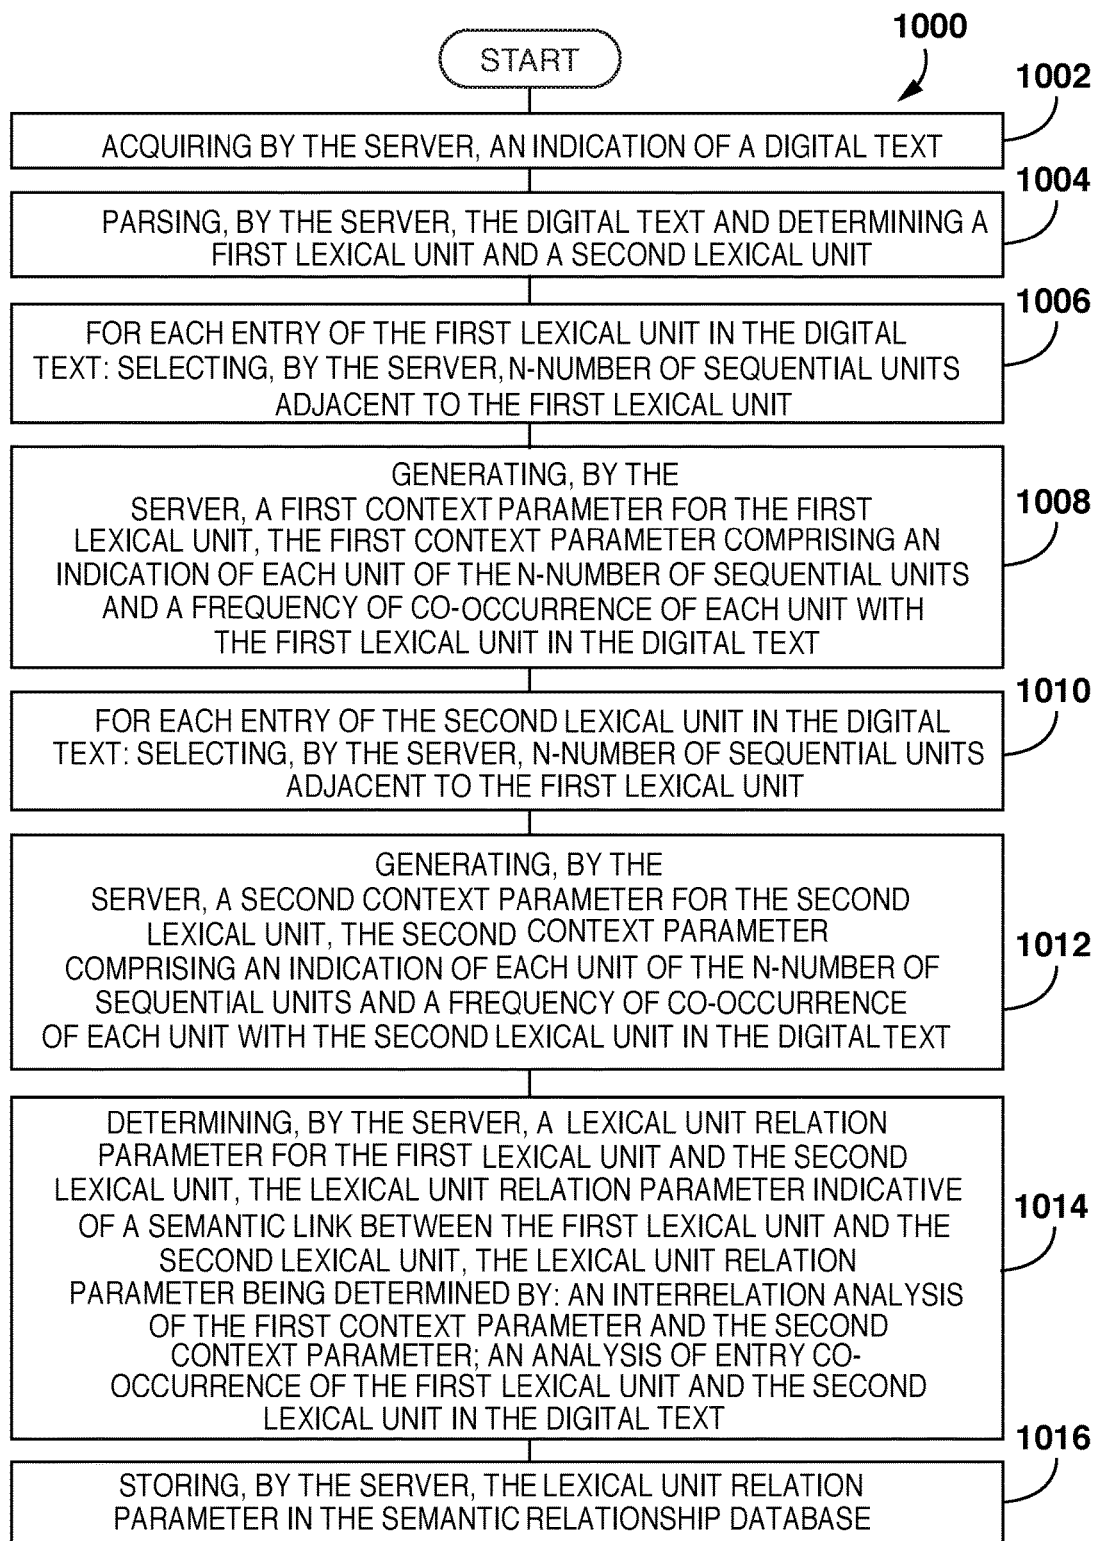 1000
START
1002
ACQUIRING BY THE SERVER, AN INDICATION OF A DIGITAL TEXT
1004
PARSING, BY THE SERVER, THE DIGITAL TEXT AND DETERMINING A
FIRST LEXICAL UNIT AND A SECOND LEXICAL UNIT
1006
FOR EACH ENTRY OF THE FIRST LEXICAL UNIT IN THE DIGITAL
TEXT: SELECTING, BY THE SERVER, N-NUMBER OF SEQUENTIAL UNITS
ADJACENT TO THE FIRST LEXICAL UNIT
1008
GENERATING, BY THE
SERVER, A FIRST CONTEXT PARAMETER FOR THE FIRST
LEXICAL UNIT, THE FIRST CONTEXT PARAMETER COMPRISING AN
INDICATION OF EACH UNIT OF THE N-NUMBER OF SEQUENTIAL UNITS
AND A FREQUENCY OF CO-OCCURRENCE OF EACH UNIT WITH
THE FIRST LEXICAL UNIT IN THE DIGITAL TEXT
1010
FOR EACH ENTRY OF THE SECOND LEXICAL UNIT IN THE DIGITAL
TEXT: SELECTING, BY THE SERVER, N-NUMBER OF SEQUENTIAL UNITS
ADJACENT TO THE FIRST LEXICAL UNIT
1012
GENERATING, BY THE
SERVER, A SECOND CONTEXT PARAMETER FOR THE SECOND
LEXICAL UNIT, THE SECOND CONTEXT PARAMETER
COMPRISING AN INDICATION OF EACH UNIT OF THE N-NUMBER OF
SEQUENTIAL UNITS AND A FREQUENCY OF CO-OCCURRENCE
OF EACH UNIT WITH THE SECOND LEXICAL UNIT IN THE DIGITAL TEXT
1014
DETERMINING, BY THE SERVER, A LEXICAL UNIT RELATION
PARAMETER FOR THE FIRST LEXICAL UNIT AND THE SECOND
LEXICAL UNIT, THE LEXICAL UNIT RELATION PARAMETER INDICATIVE
OF A SEMANTIC LINK BETWEEN THE FIRST LEXICAL UNIT AND THE
SECOND LEXICAL UNIT, THE LEXICAL UNIT RELATION
PARAMETER BEING DETERMINED BY: AN INTERRELATION ANALYSIS
OF THE FIRST CONTEXT PARAMETER AND THE SECOND
CONTEXT PARAMETER; AN ANALYSIS OF ENTRY CO-
OCCURRENCE OF THE FIRST LEXICAL UNIT AND THE SECOND
LEXICAL UNIT IN THE DIGITAL TEXT
1016
STORING, BY THE SERVER, THE LEXICAL UNIT RELATION
PARAMETER IN THE SEMANTIC RELATIONSHIP DATABASE